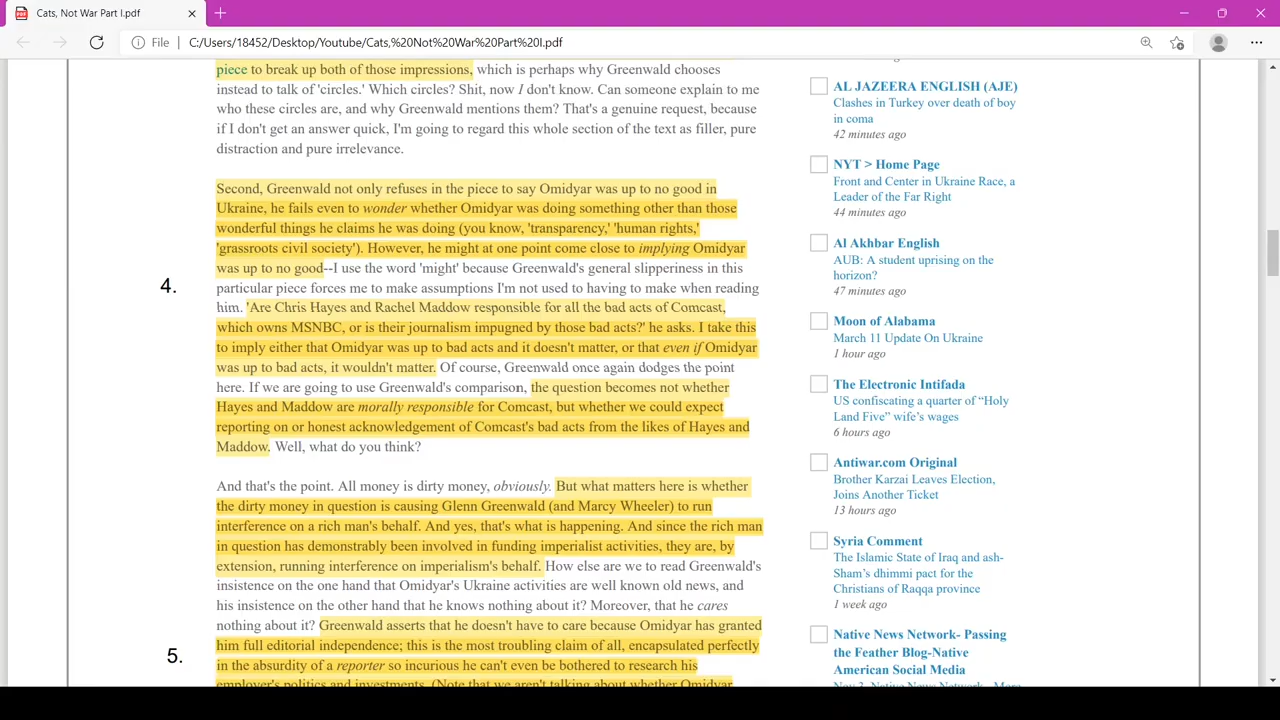 Cats, Not War Part I.pdf
File
C:/Users/18452/Desktop/Youtube/Cats,%20Not%20War%20Part%20I.pdf
piece to break up both of those impressions, which is perhaps why Greenwald chooses
instead to talk of 'circles.' Which circles? Shit, now I don't know. Can someone explain to me
who these circles are, and why Greenwald mentions them? That's a genuine request, because
if I don't get an answer quick, I'm going to regard this whole section of the text as filler, pure
distraction and pure irrelevance.
4.
Second, Greenwald not only refuses in the piece to say Omidyar was up to no good in
Ukraine, he fails even to wonder whether Omidyar was doing something other than those
wonderful things he claims he was doing (you know, 'transparency,' 'human rights,'
'grassroots civil society'). However, he might at one point come close to implying Omidyar
was up to no good--I use the word 'might' because Greenwald's general slipperiness in this
particular piece forces me to make assumptions I'm not used to having to make when reading
him. 'Are Chris Hayes and Rachel Maddow responsible for all the bad acts of Comcast,
which owns MSNBC, or is their journalism impugned by those bad acts?' he asks. I take this
to imply either that Omidyar was up to bad acts and it doesn't matter, or that even if Omidyar
was up to bad acts, it wouldn't matter. Of course, Greenwald once again dodges the point
here. If we are going to use Greenwald's comparison, the question becomes not whether
Hayes and Maddow are morally responsible for Comcast, but whether we could expect
reporting on or honest acknowledgement of Comcast's bad acts from the likes of Hayes and
Maddow. Well, what do you think?
And that's the point. All money is dirty money, obviously. But what matters here is whether
the dirty money in question is causing Glenn Greenwald (and Marcy Wheeler) to run
interference on a rich man's behalf. And yes, that's what is happening. And since the rich man
in question has demonstrably been involved in funding imperialist activities, they are, by
extension, running interference on imperialism's behalf. How else are we to read Greenwald's
insistence on the one hand that Omidyar's Ukraine activities are well known old news, and
his insistence on the other hand that he knows nothing about it? Moreover, that he cares
nothing about it? Greenwald asserts that he doesn't have to care because Omidyar has granted
5.
him full editorial independence; this is the most troubling claim of all, encapsulated perfectly
in the absurdity of a reporter so incurious he can't even be bothered to research his
employer's politics and investments. (Note that we aren't talking about whether Omidyar
AL JAZEERA ENGLISH (AJE)
Clashes in Turkey over death of boy
in coma
42 minutes ago
NYT > Home Page
Front and Center in Ukraine Race, a
Leader of the Far Right
44 minutes ago
Al Akhbar English
AUB: A student uprising on the
horizon?
47 minutes ago
Moon of Alabama
March 11 Update On Ukraine
1 hour ago
The Electronic Intifada
US confiscating a quarter of “Holy
Land Five” wife’s wages
6 hours ago
Antiwar.com Original
Brother Karzai Leaves Election,
Joins Another Ticket
13 hours ago
Syria Comment
The Islamic State of Iraq and ash-
Sham’s dhimmi pact for the
Christians of Raqqa province
1 week ago
Native News Network- Passing
the Feather Blog-Native
American Social Media
Nov 3, Native News Network- More